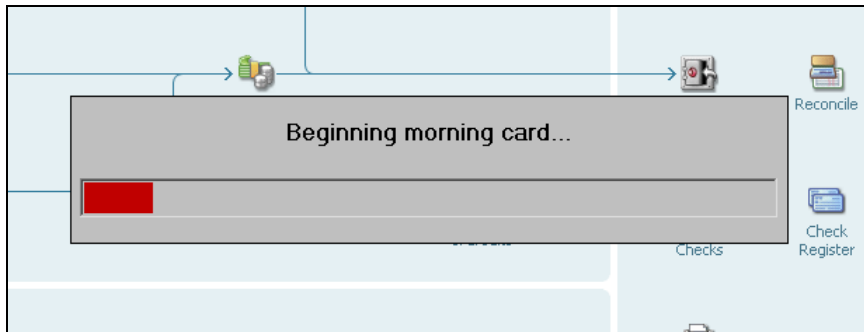 Beginning morning card...
Reconcile
Checks
Check
Register